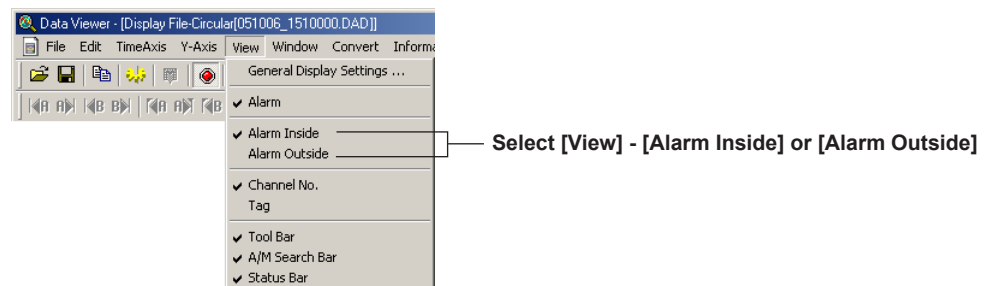 Data Viewer - [Display File-Circular[051006_1510000.DAD]]
File Edit TimeAxis Y-Axis View Window Convert Informa
General Display Settings ...
A A B B A A B
Alarm
Alarm Inside
Alarm Outside
Select [View] - [Alarm Inside] or [Alarm Outside]
Channel No.
Tag
Tool Bar
A/M Search Bar
Status Bar